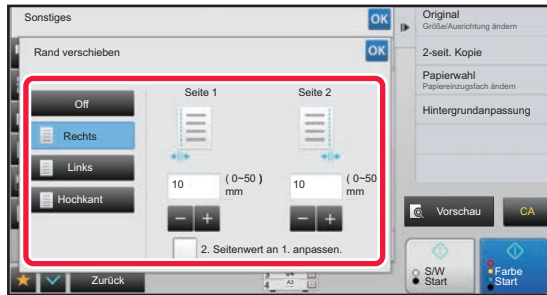 Sonstiges
OK
Rand verschieben
OK
Off
Rechts
Links
Hochkant
Seite 1
Seite 2
10
(0~50)
mm
10
(0~50
mm
2. Seitenwert an 1. anpassen.
Zurück
A3
Original
Größe/Ausrichtung ändern
2-seit. Kopie
Papierwahl
Papiereinzugsfach ändern
Hintergrundanpassung
Vorschau
CA
S/W
Start
Farbe
Start